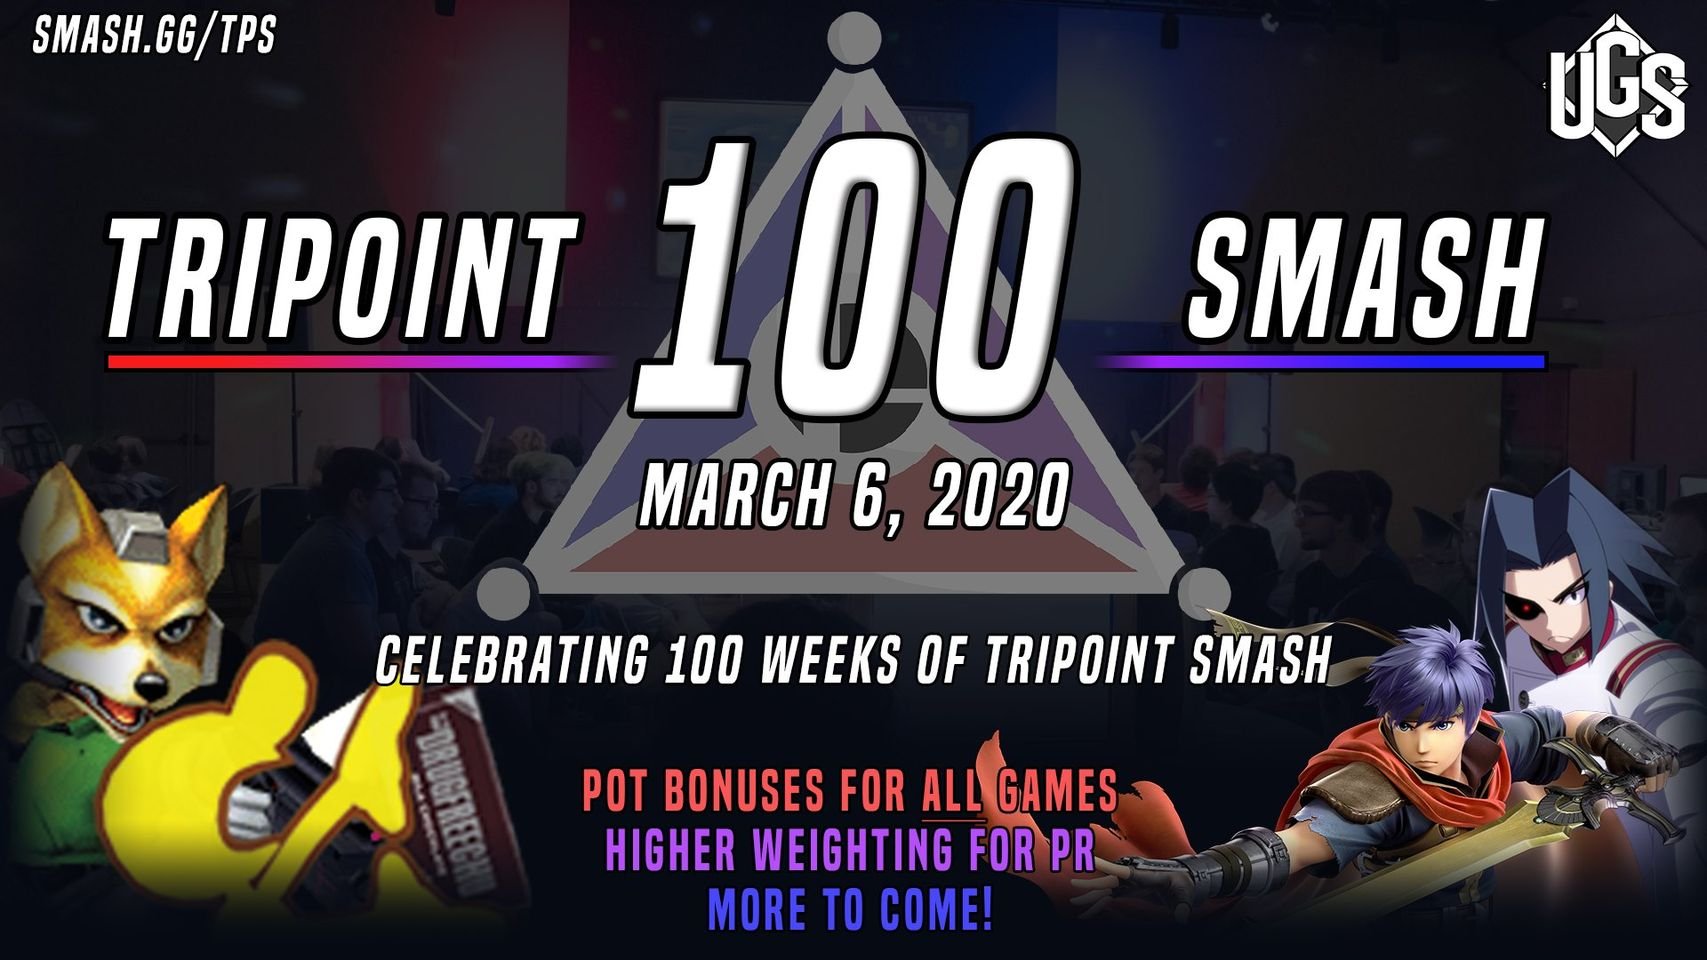 SMASH.GG/TPS
UGS
TRIPOINT 100 SMASH
MARCH 6, 2020
CELEBRATING 100 WEEKS OF TRIPOINT SMASH
POT BONUSES FOR ALL GAMES
HIGHER WEIGHTING FOR PR
MORE TO COME!
DRUGFREEGHO